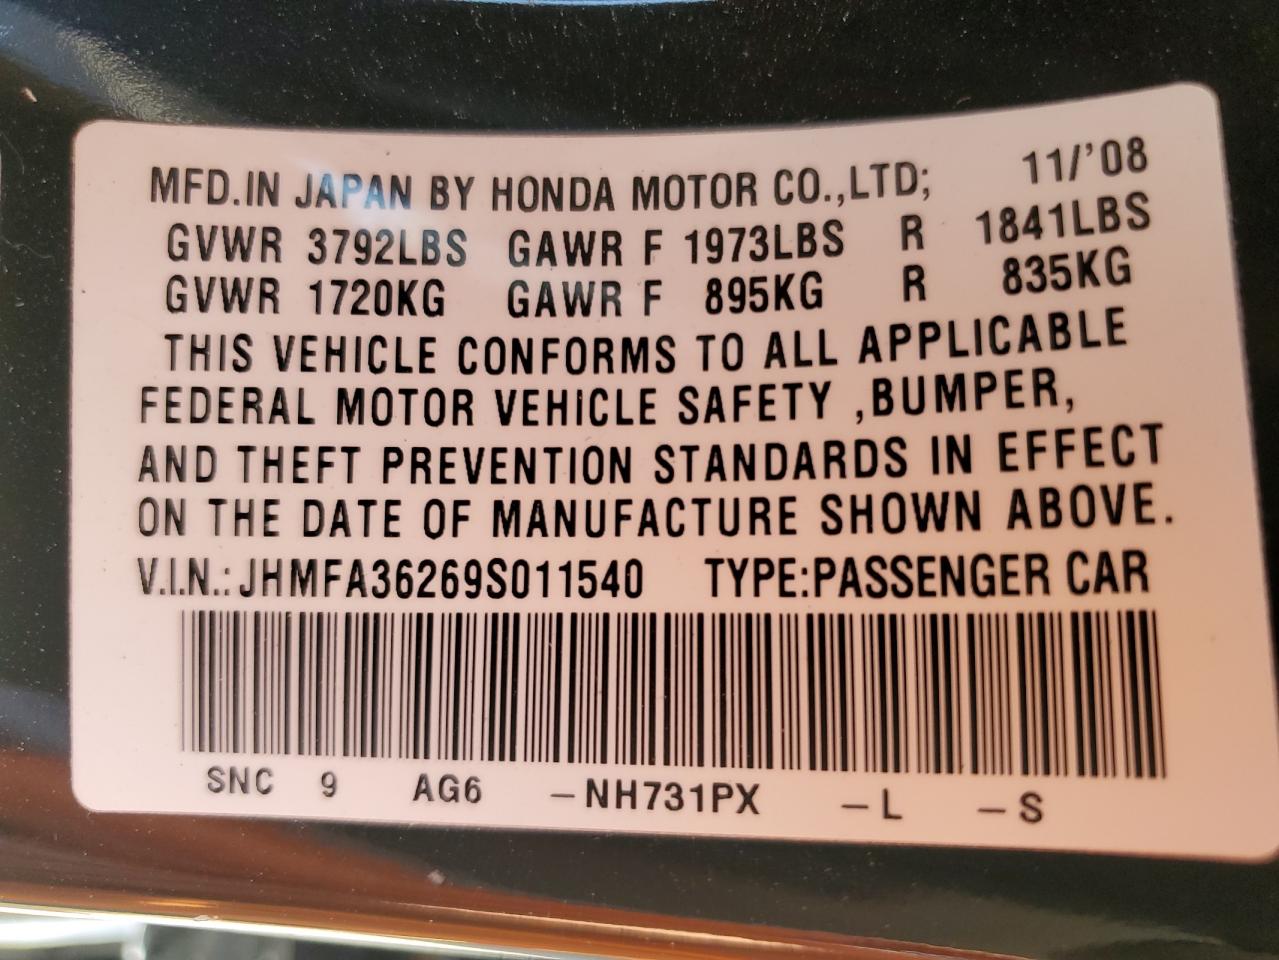 MFD.IN JAPAN BY HONDA MOTOR CO.,LTD; 11/'08
GVWR 3792LBS GAWR F 1973LBS R 1841LBS
GVWR 1720KG GAWR F 895KG R 835KG
THIS VEHICLE CONFORMS TO ALL APPLICABLE
FEDERAL MOTOR VEHICLE SAFETY ,BUMPER,
AND THEFT PREVENTION STANDARDS IN EFFECT
ON THE DATE OF MANUFACTURE SHOWN ABOVE.
V.I.N.: JHMFA36269S011540 TYPE:PASSENGER CAR
SNC 9 AG6 -NH731PX -L -S